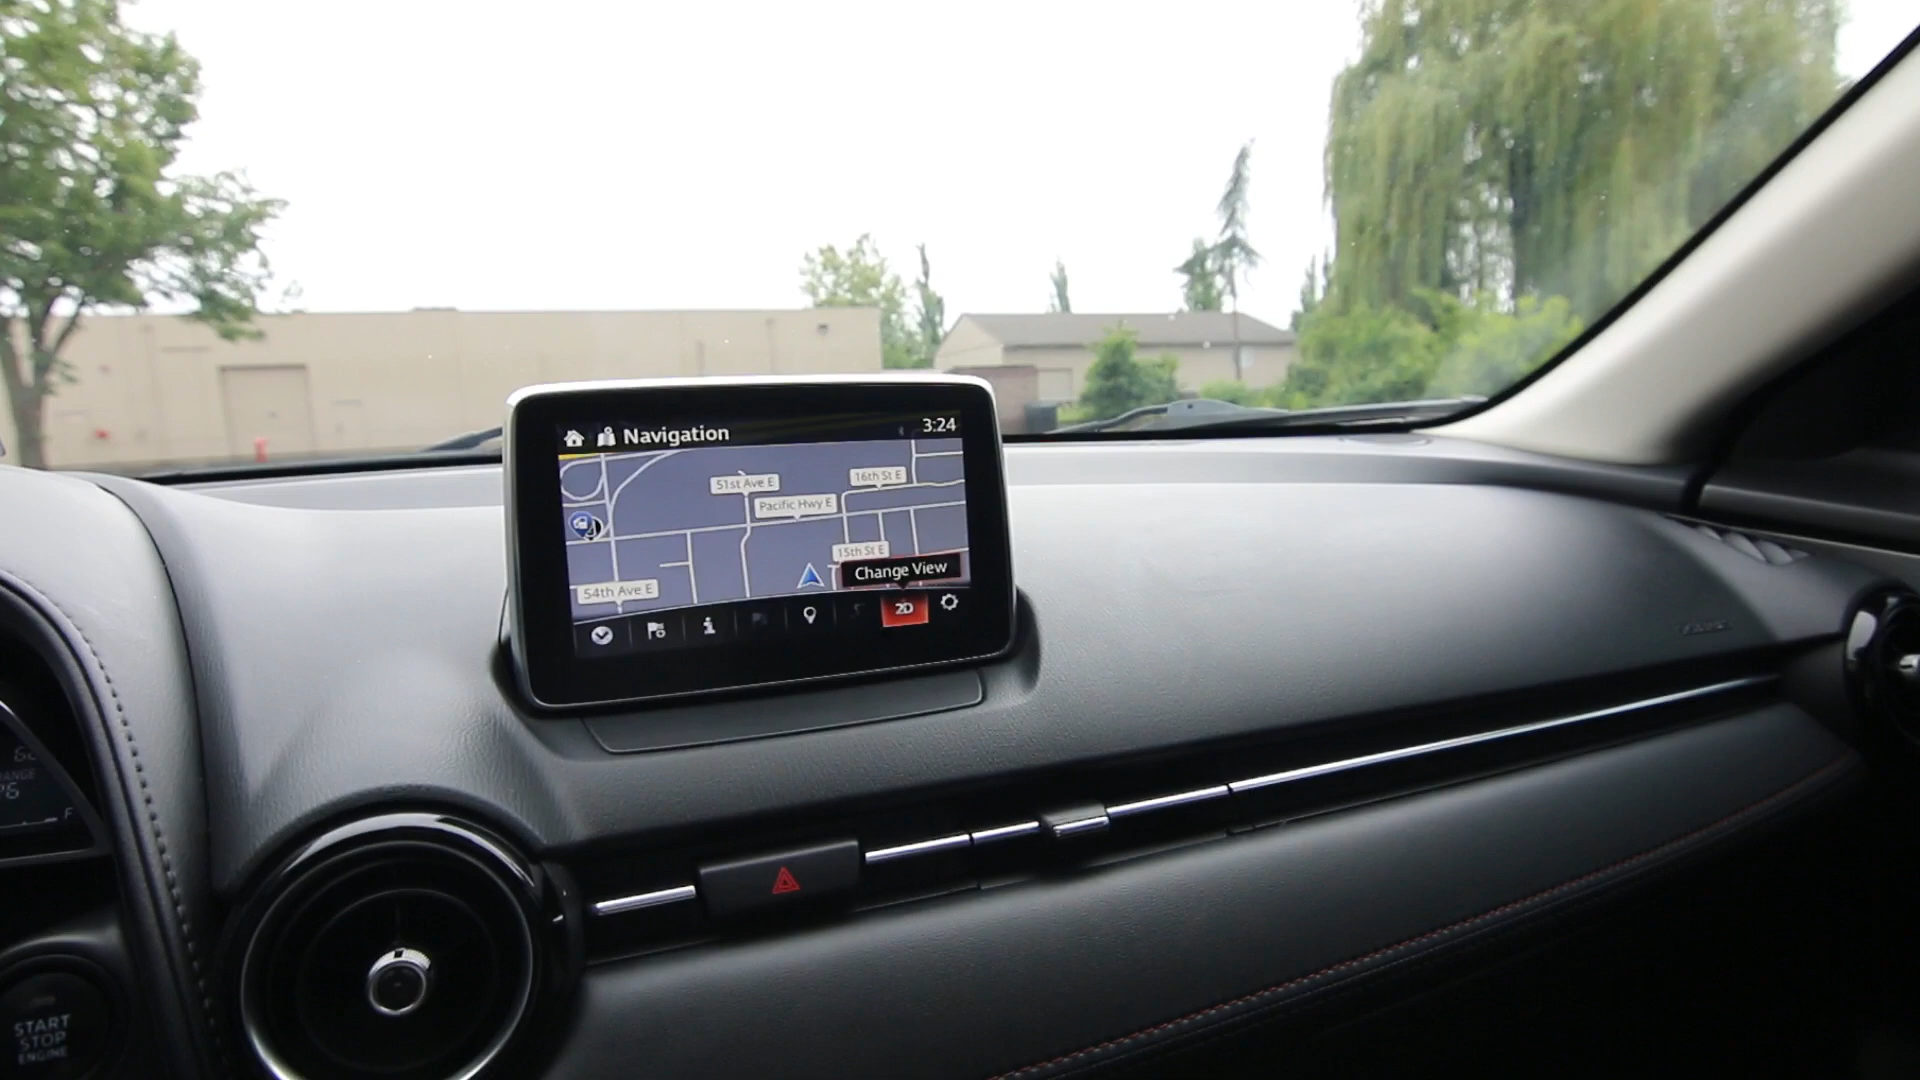 Navigation
3:24
51st Ave E
16th St E
Pacific Hwy E
15th St E
Change View
54th Ave E
2D
START
STOP
ENGINE